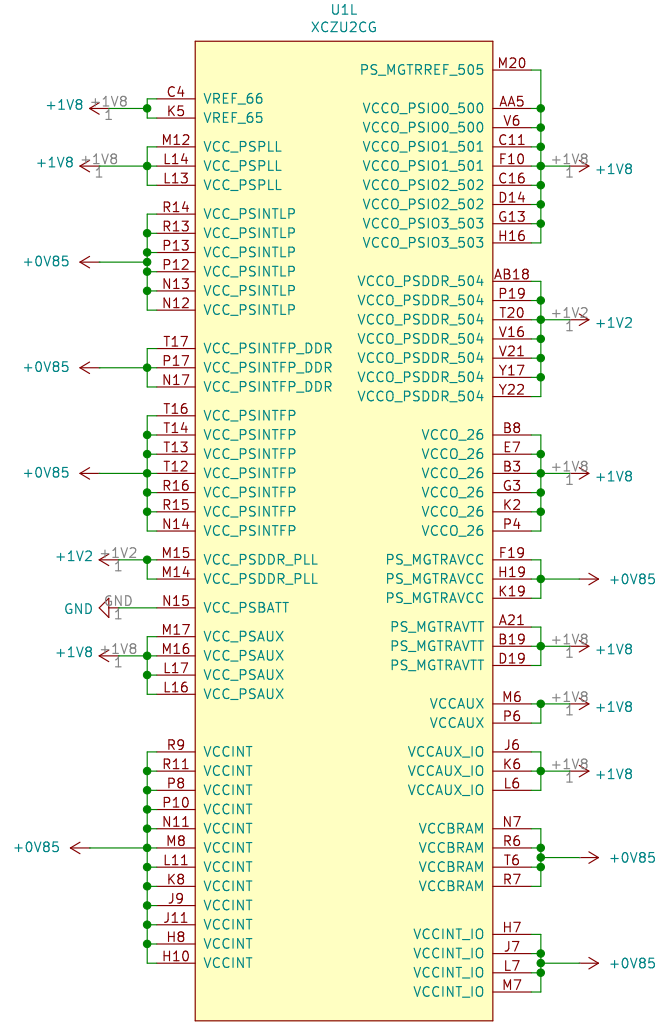 U1L
XCZU2CG
M20 PS_MGTRREF_505
+1V8 +1V8 1 C4 VREF_66
K5 VREF_65
PS_MGTRREF_505 M20
VCCO_PSIO0_500 AA5
VCCO_PSIO0_500 V6
VCCO_PSIO1_501 C11
VCCO_PSIO1_501 F10 +1V8 1 +1V8
VCCO_PSIO2_502 C16
VCCO_PSIO2_502 D14
VCCO_PSIO3_503 G13
VCCO_PSIO3_503 H16
M12 VCC_PSPLL
+1V8 +1V8 1 L14 VCC_PSPLL
L13 VCC_PSPLL
R14 VCC_PSINTLP
R13 VCC_PSINTLP
P13 VCC_PSINTLP
+0V85 P12 VCC_PSINTLP
N13 VCC_PSINTLP
N12 VCC_PSINTLP
VCCO_PSDDR_504 AB18
VCCO_PSDDR_504 P19
VCCO_PSDDR_504 T20 +1V2 1 +1V2
VCCO_PSDDR_504 V16
VCCO_PSDDR_504 V21
VCCO_PSDDR_504 Y17
VCCO_PSDDR_504 Y22
T17 VCC_PSINTFP_DDR
+0V85 P17 VCC_PSINTFP_DDR
N17 VCC_PSINTFP_DDR
T16 VCC_PSINTFP
T14 VCC_PSINTFP
T13 VCC_PSINTFP
+0V85 T12 VCC_PSINTFP
R16 VCC_PSINTFP
R15 VCC_PSINTFP
N14 VCC_PSINTFP
VCCO_26 B8
VCCO_26 E7
VCCO_26 B3 +1V8 1 +1V8
VCCO_26 G3
VCCO_26 K2
VCCO_26 P4
+1V2 +1V2 1 M15 VCC_PSDDR_PLL
M14 VCC_PSDDR_PLL
PS_MGTRAVCC F19
PS_MGTRAVCC H19 +0V85
PS_MGTRAVCC K19
GND GND 1 N15 VCC_PSBATT
PS_MGTRAVTT A21
PS_MGTRAVTT B19 +1V8 1 +1V8
PS_MGTRAVTT D19
M17 VCC_PSAUX
+1V8 +1V8 1 M16 VCC_PSAUX
L17 VCC_PSAUX
L16 VCC_PSAUX
VCCAUX M6 +1V8 1 +1V8
VCCAUX P6
R9 VCCINT
R11 VCCINT
P8 VCCINT
P10 VCCINT
N11 VCCINT
+0V85 M8 VCCINT
L11 VCCINT
K8 VCCINT
J9 VCCINT
J11 VCCINT
H8 VCCINT
H10 VCCINT
VCCAUX_IO J6
VCCAUX_IO K6 +1V8 1 +1V8
VCCAUX_IO L6
VCCBRAM N7
VCCBRAM R6
VCCBRAM T6 +0V85
VCCBRAM R7
VCCINT_IO H7
VCCINT_IO J7
VCCINT_IO L7 +0V85
VCCINT_IO M7